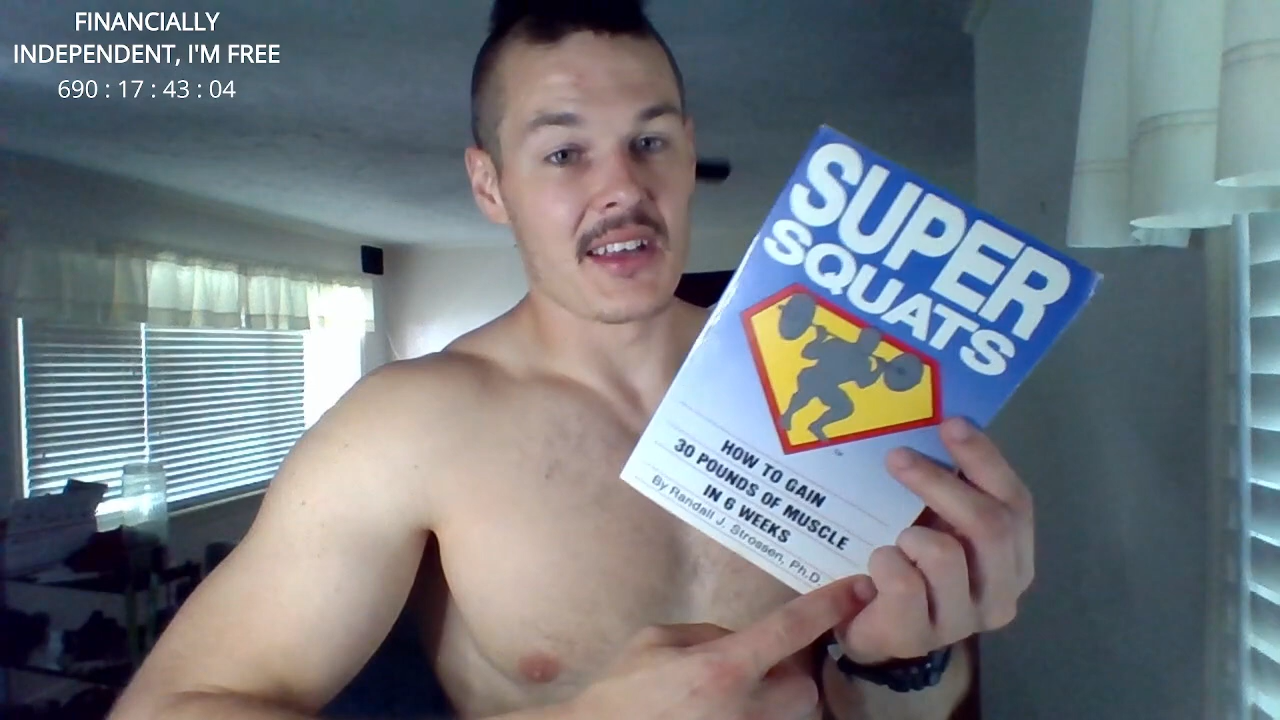 FINANCIALLY
INDEPENDENT, I'M FREE
690 : 17 : 43 : 04
SUPER
SQUATS
HOW TO GAIN
30 POUNDS OF MUSCLE
IN 6 WEEKS
By Randall J. Strossen, Ph.D.